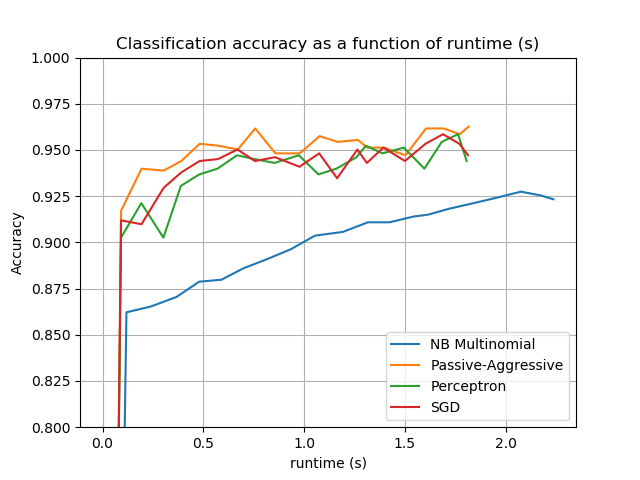 Classification accuracy as a function of runtime (s)
1.000
0.975
0.950
0.925
0.900
0.875
0.850
0.825
0.800
Accuracy
NB Multinomial
Passive-Aggressive
Perceptron
SGD
0.0 0.5 1.0 1.5 2.0
runtime (s)